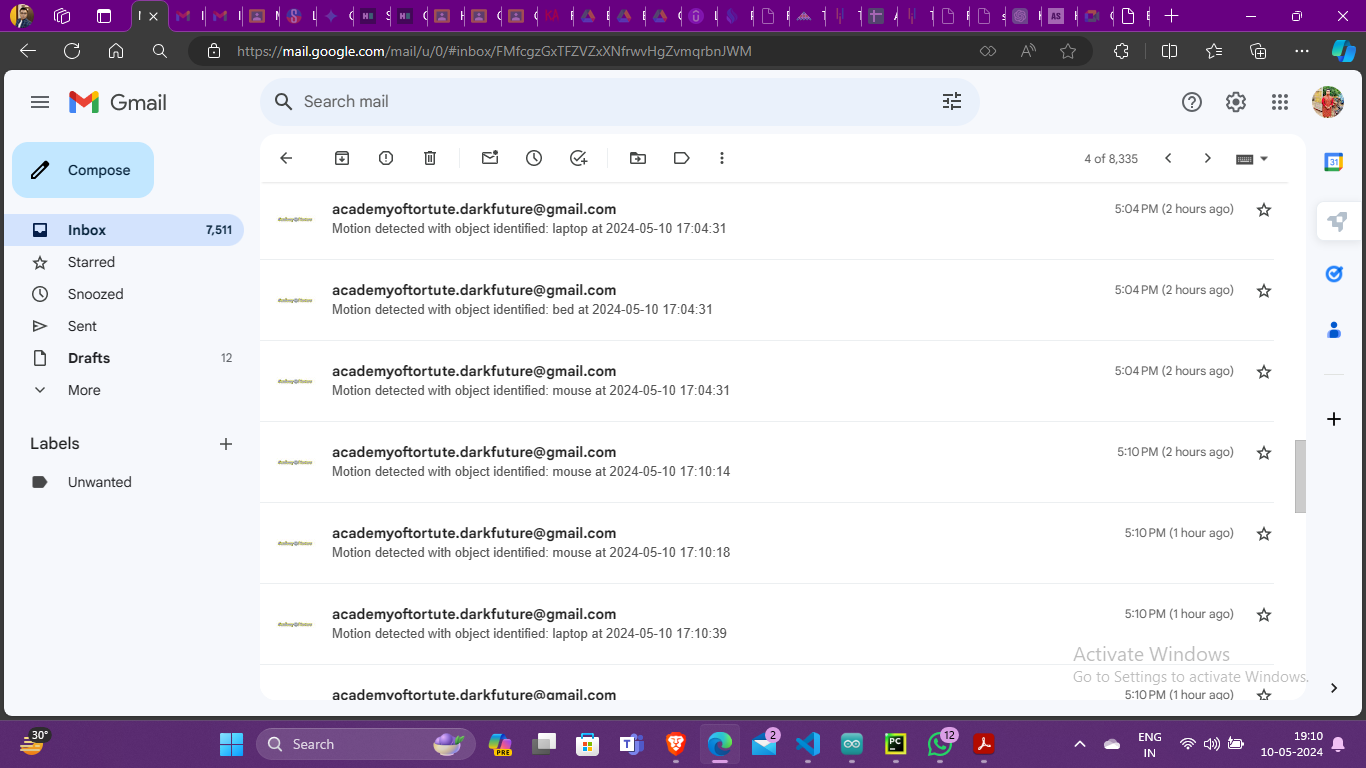 https://mail.google.com/mail/u/0/#inbox/FMfcgzGxTFZVZxXNfrwvHgZvmqrbnJWM
Gmail
Search mail
Compose
4 of 8,335
Inbox 7,511
Starred
Snoozed
Sent
Drafts 12
More
Labels
Unwanted
academyoftortute.darkfuture@gmail.com 5:04 PM (2 hours ago)
Motion detected with object identified: laptop at 2024-05-10 17:04:31
academyoftortute.darkfuture@gmail.com 5:04 PM (2 hours ago)
Motion detected with object identified: bed at 2024-05-10 17:04:31
academyoftortute.darkfuture@gmail.com 5:04 PM (2 hours ago)
Motion detected with object identified: mouse at 2024-05-10 17:04:31
academyoftortute.darkfuture@gmail.com 5:10 PM (2 hours ago)
Motion detected with object identified: mouse at 2024-05-10 17:10:14
academyoftortute.darkfuture@gmail.com 5:10 PM (1 hour ago)
Motion detected with object identified: mouse at 2024-05-10 17:10:18
academyoftortute.darkfuture@gmail.com 5:10 PM (1 hour ago)
Motion detected with object identified: laptop at 2024-05-10 17:10:39
academyoftortute.darkfuture@gmail.com 5:10 PM (1 hour ago)
31
Activate Windows
Go to Settings to activate Windows.
30°
Search
PRE
2
PC
12
ENG
IN
19:10
10-05-2024